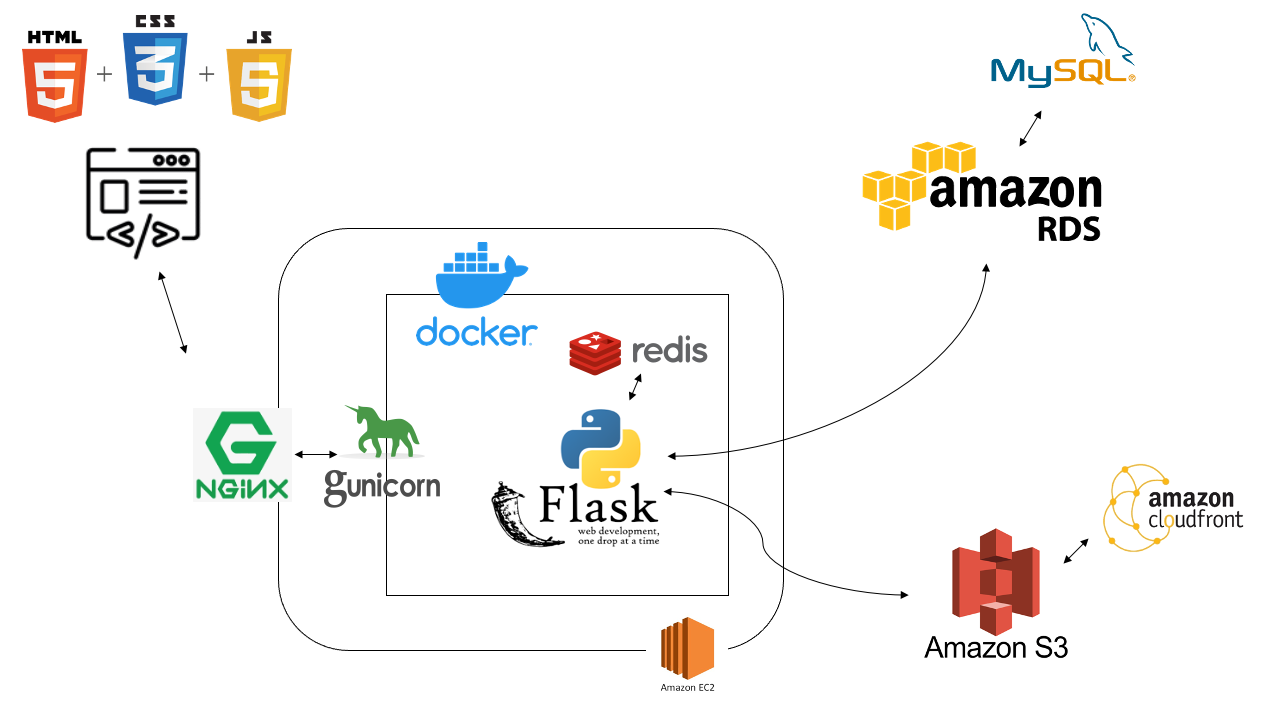 HTML
CSS
JS
5
3
5
+
+
MySQL®
</>
amazon
RDS
docker.
redis
NGiNX
gunicorn
Flask
web development,
one drop at a time
amazon
cloudfront
Amazon S3
Amazon EC2